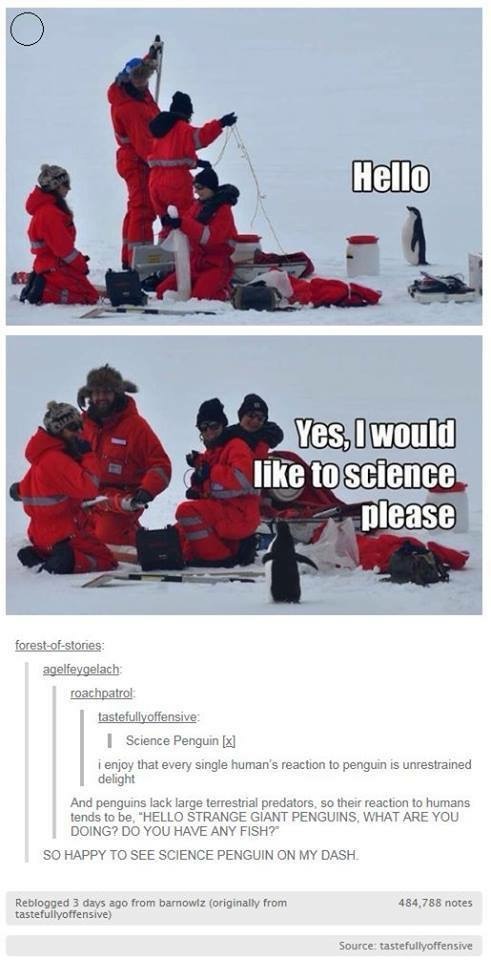 Hello
Yes, I would
like to science
please
forest-of-stories:
agelfeygelach:
roachpatrol:
tastefullyoffensive:
Science Penguin [x]
i enjoy that every single human's reaction to penguin is unrestrained
delight
And penguins lack large terrestrial predators, so their reaction to humans
tends to be, "HELLO STRANGE GIANT PENGUINS, WHAT ARE YOU
DOING? DO YOU HAVE ANY FISH?"
SO HAPPY TO SEE SCIENCE PENGUIN ON MY DASH.
Reblogged 3 days ago from barnowlz (originally from
tastefullyoffensive)
484,788 notes
Source: tastefullyoffensive